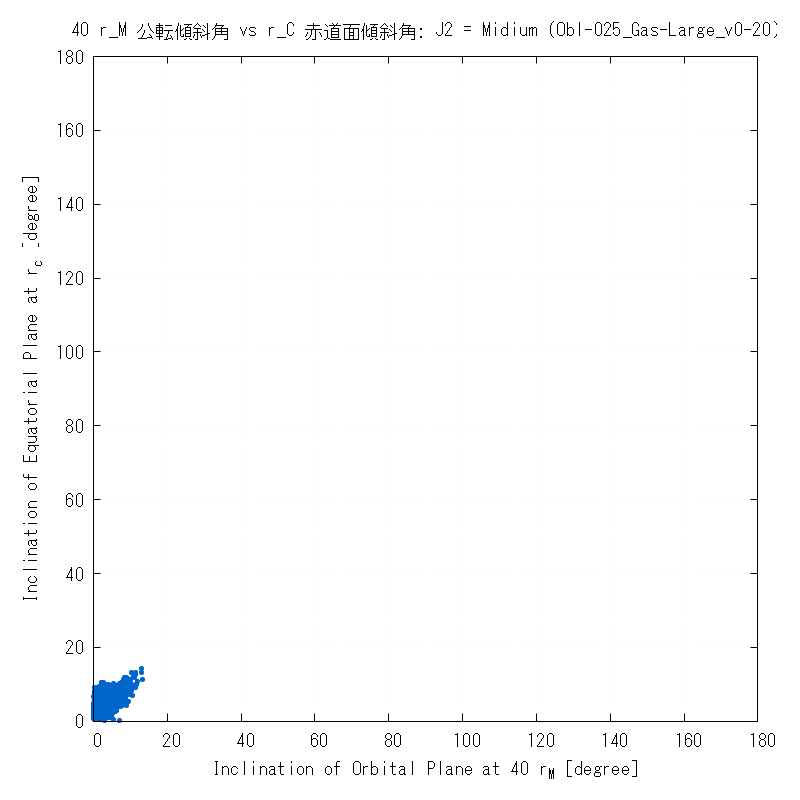 40 r_M 公転傾斜角 vs r_C 赤道面傾斜角: J2 = Midium (Obl-025_Gas-Large_v0-20)
180
160
140
120
100
80
60
40
20
0
Inclination of Equatorial Plane at r_C [degree]
0 20 40 60 80 100 120 140 160 180
Inclination of Orbital Plane at 40 r_M [degree]